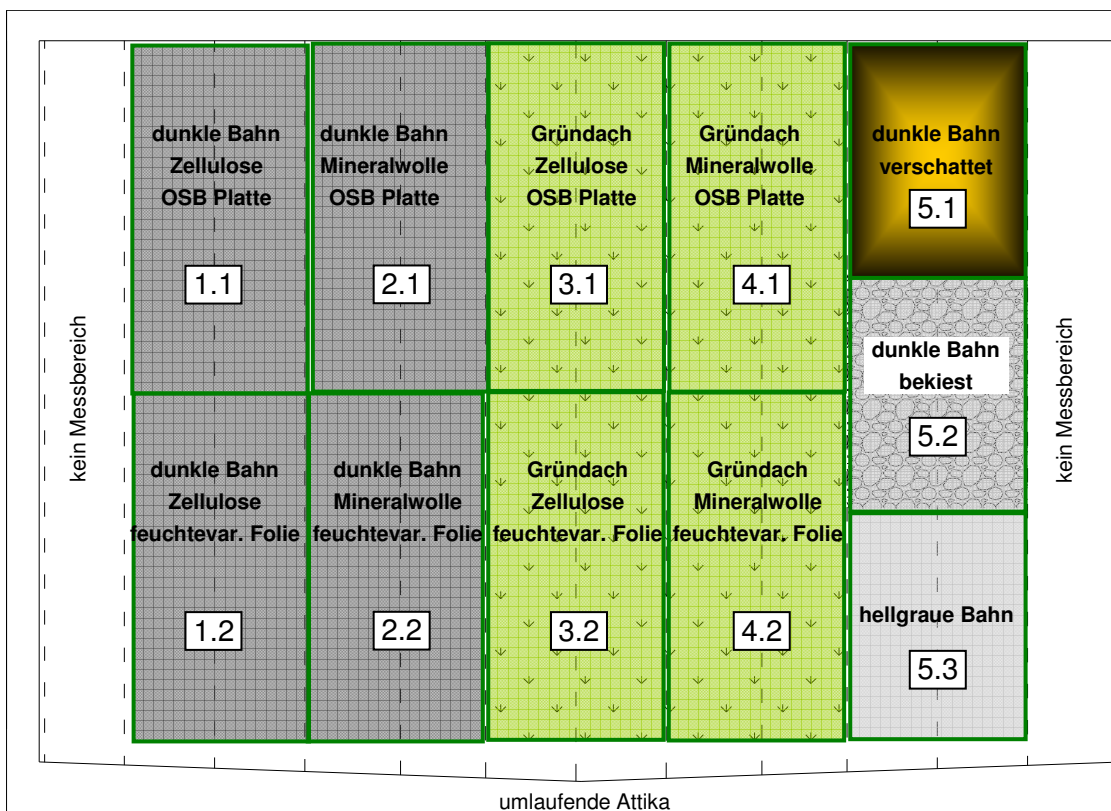 kein Messbereich
dunkle Bahn
Zellulose
OSB Platte
1.1
dunkle Bahn
Mineralwolle
OSB Platte
2.1
Gründach
Zellulose
OSB Platte
3.1
Gründach
Mineralwolle
OSB Platte
4.1
dunkle Bahn
verschattet
5.1
dunkle Bahn
bekiest
5.2
dunkle Bahn
Zellulose
feuchtevar. Folie
1.2
dunkle Bahn
Mineralwolle
feuchtevar. Folie
2.2
Gründach
Zellulose
feuchtevar. Folie
3.2
Gründach
Mineralwolle
feuchtevar. Folie
4.2
hellgraue Bahn
5.3
kein Messbereich
umlaufende Attika